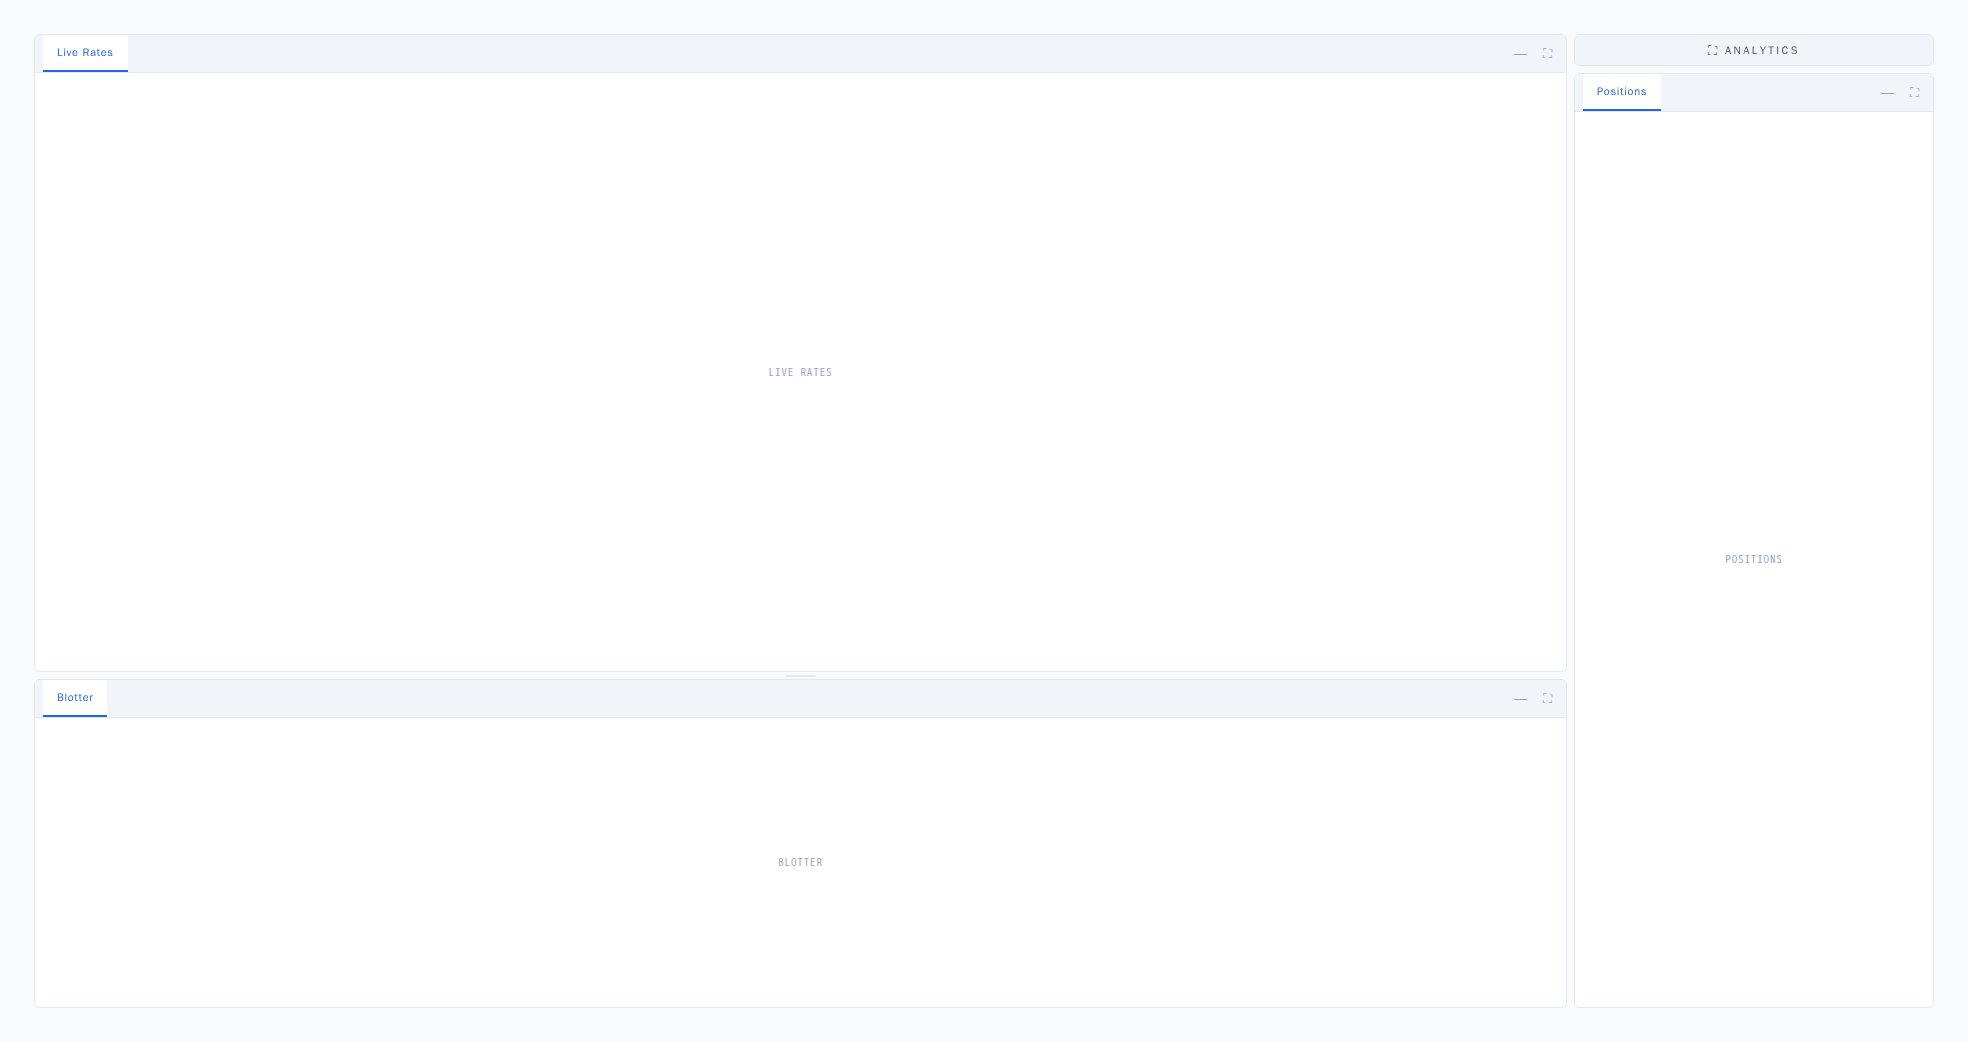 Live Rates
LIVE RATES
Blotter
BLOTTER
ANALYTICS
Positions
POSITIONS